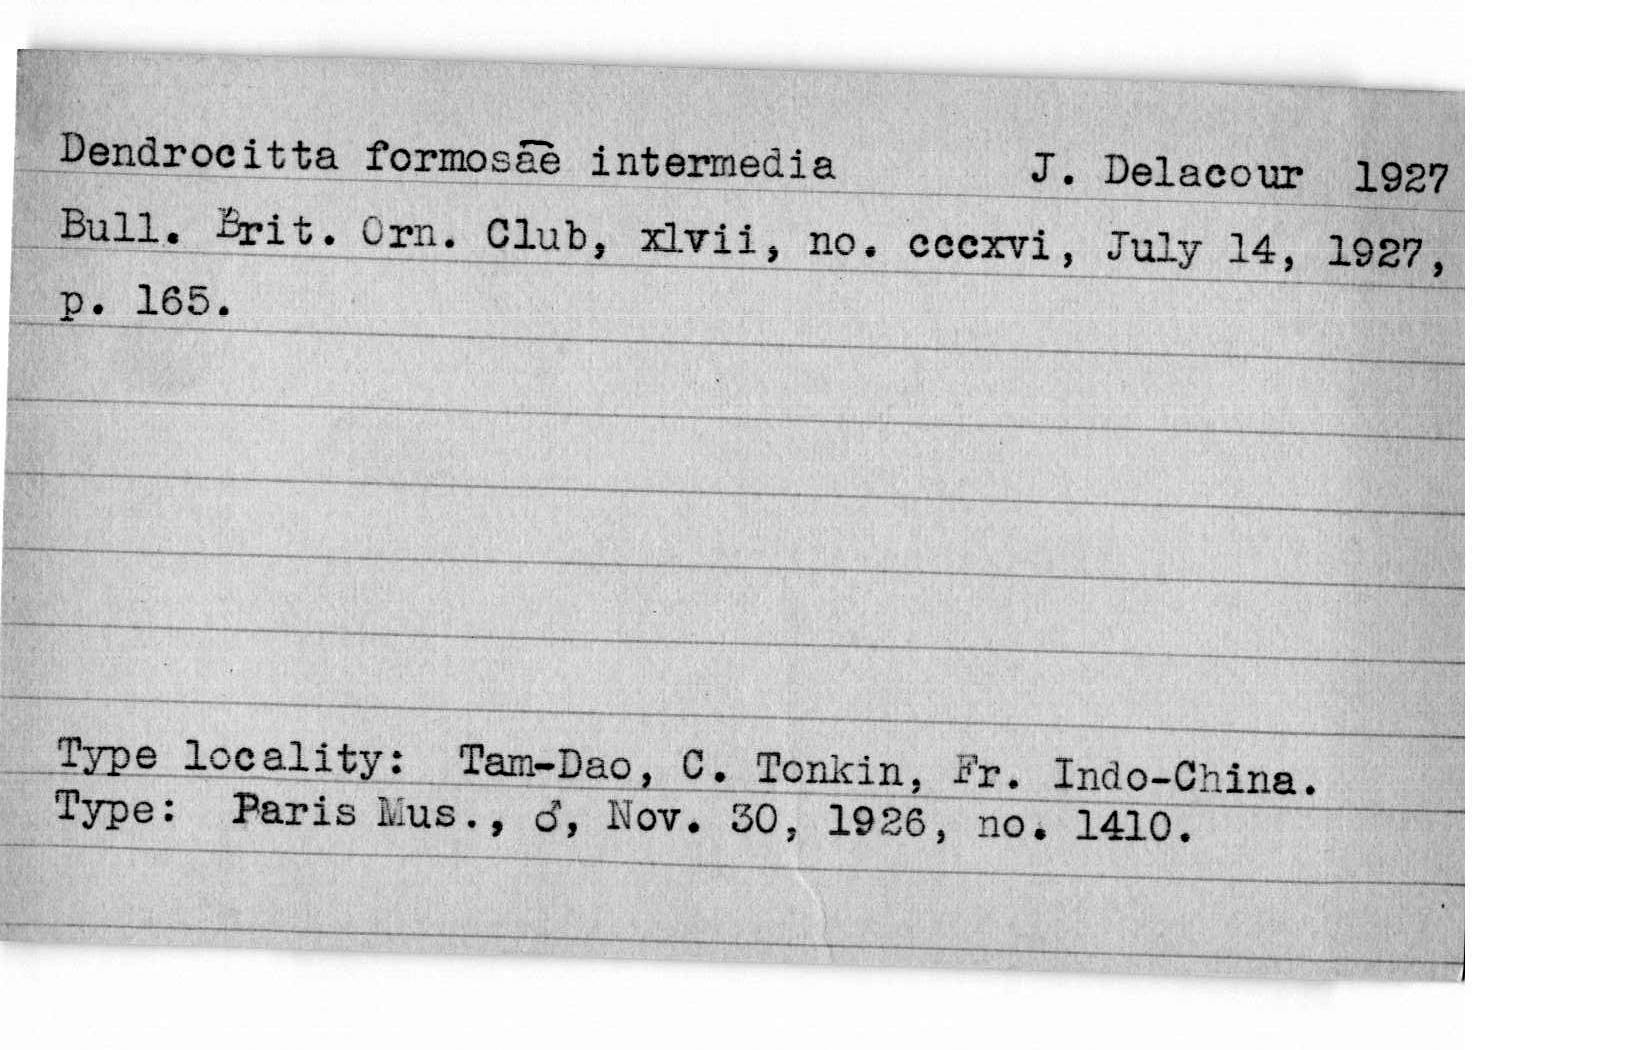 Dendrocitta formosae intermedia J. Delacour 1927
Bull. Brit. Orn. Club, xlvii, no. cccxvi, July 14, 1927,
p. 165.
Type locality: Tam-Dao, C. Tonkin, Fr. Indo-China.
Type: Paris Mus., ♂, Nov. 30, 1926, no. 1410.